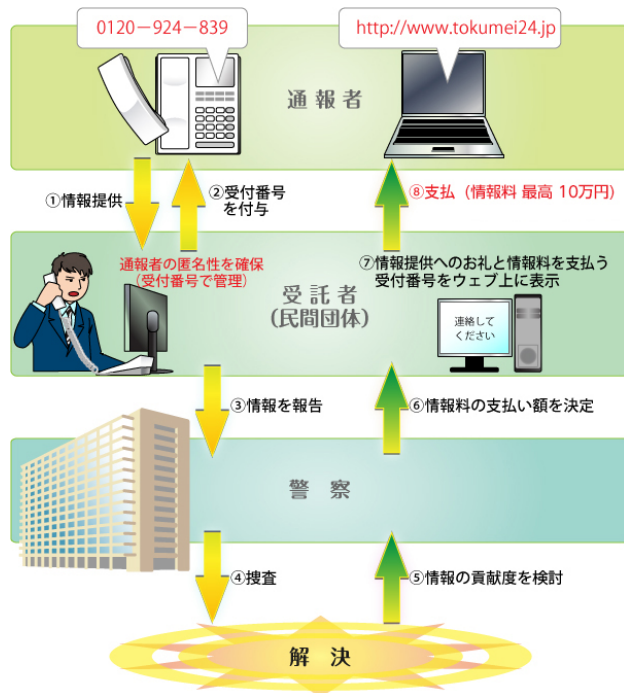 0120－924－839
http://www.tokumei24.jp
通報者
①情報提供
②受付番号
を付与
⑧支払（情報料 最高 10万円）
通報者の匿名性を確保
（受付番号で管理）
⑦情報提供へのお礼と情報料を支払う
受付番号をウェブ上に表示
受託者
（民間団体）
連絡して
ください
③情報を報告
⑥情報料の支払い額を決定
警察
④捜査
⑤情報の貢献度を検討
解決